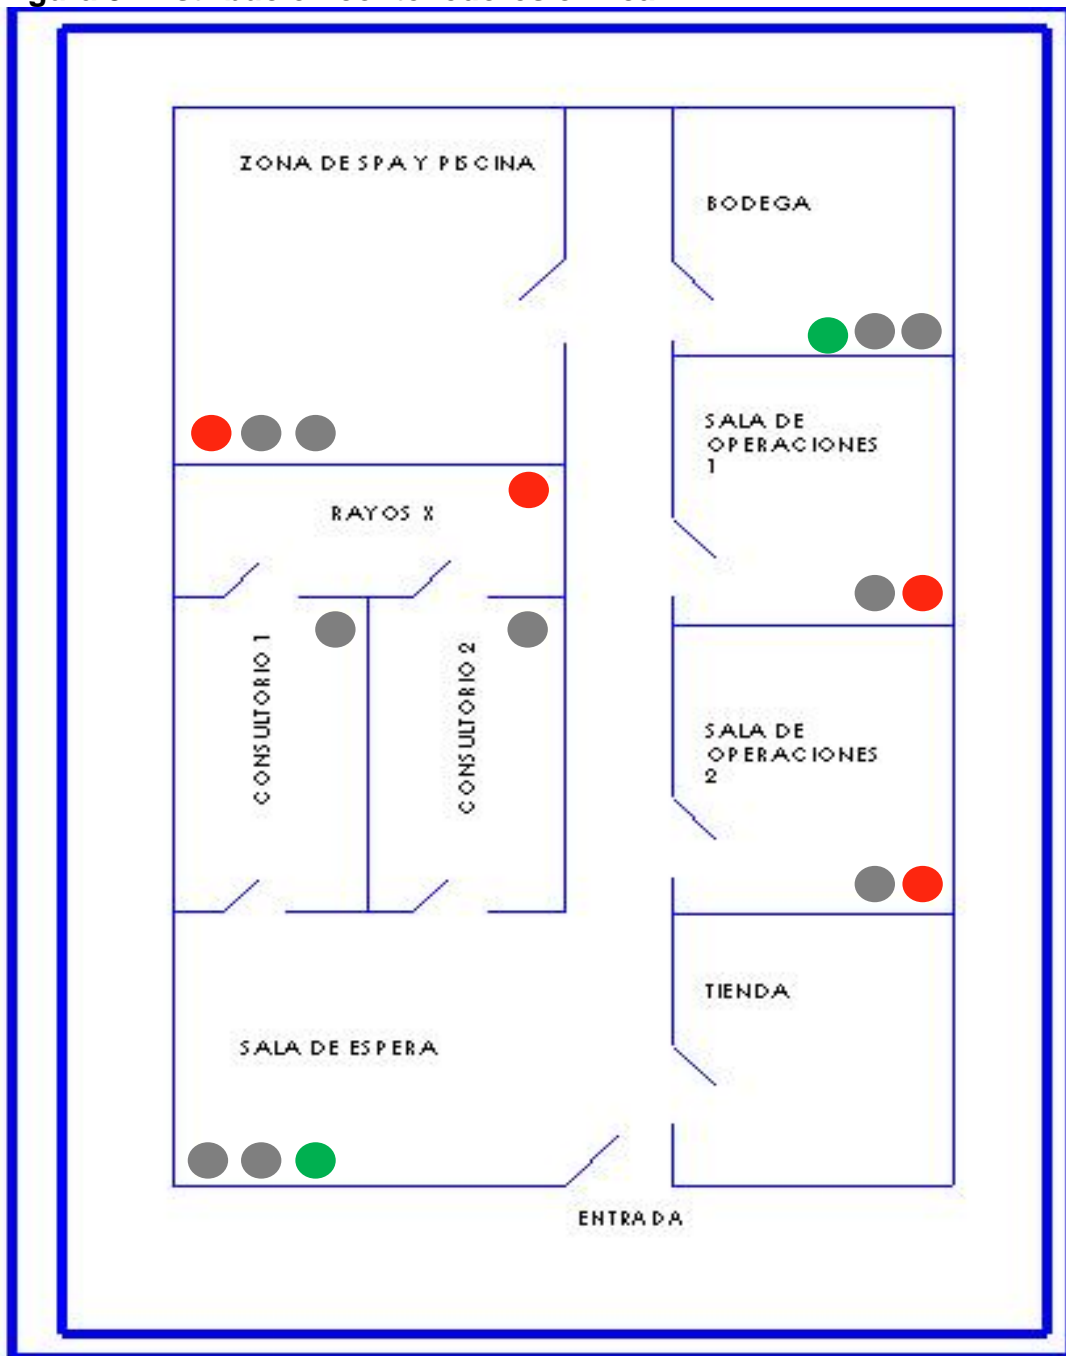 ZONA DE SPA Y PISCINA
BODEGA
SALA DE
OPERACIONES
1
RAYOS X
CONSULTORIO 1
CONSULTORIO 2
SALA DE
OPERACIONES
2
TIENDA
SALA DE ESPERA
ENTRADA